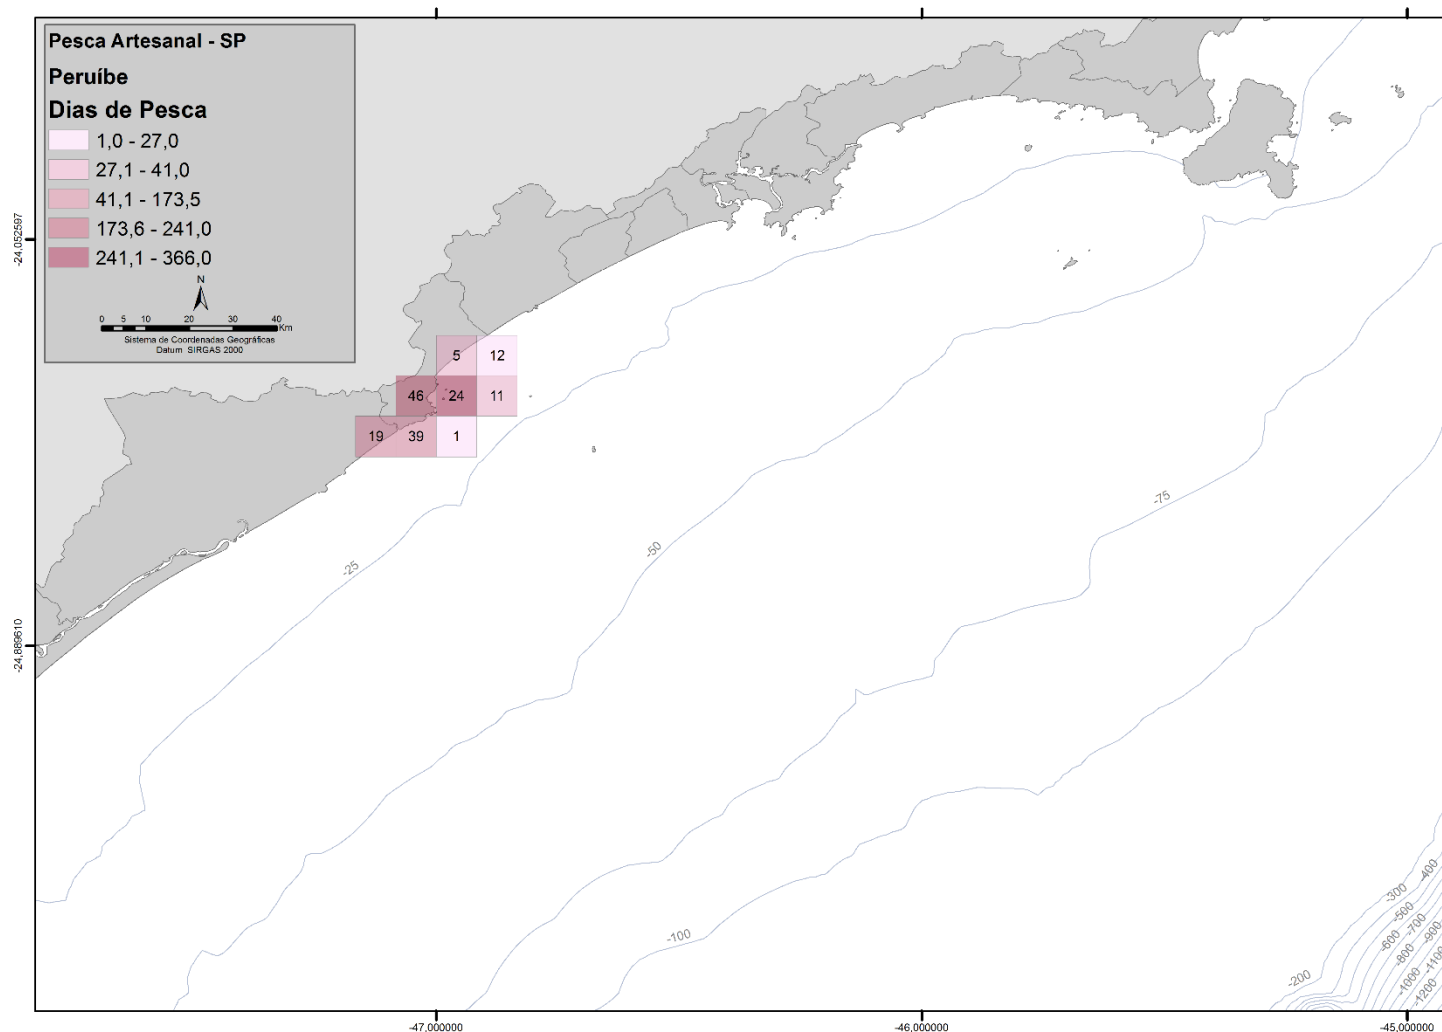 Pesca Artesanal - SP
Peruíbe
Dias de Pesca
1,0 - 27,0
27,1 - 41,0
41,1 - 173,5
173,6 - 241,0
241,1 - 366,0
N
0 5 10 20 30 40
Km
Sistema de Coordenadas Geográficas
Datum SIRGAS 2000
-24,052597
-24,889610
5 12
46 24 11
19 39 1
-25
-50
-75
-100
-200
-300
-400
-500
-600
-700
-800
-900
-1000
-1100
-1200
-47,000000
-46,000000
-45,000000